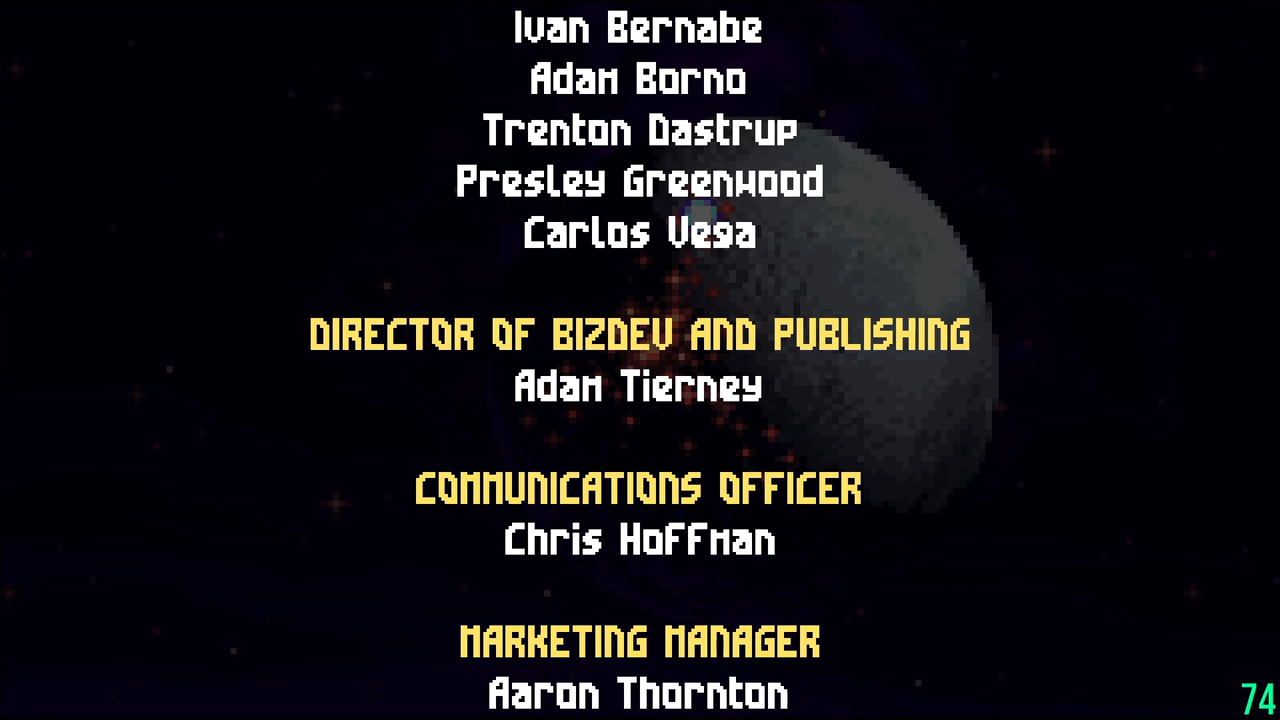 Ivan Bernabe
Adam Borno
Trenton Dastrup
Presley Greenwood
Carlos Vega
DIRECTOR OF BIZDEV AND PUBLISHING
Adam Tierney
COMMUNICATIONS OFFICER
Chris Hoffman
MARKETING MANAGER
Aaron Thornton
74